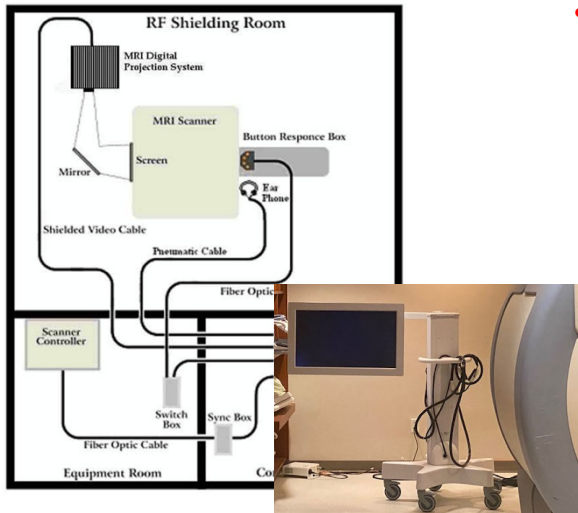 RF Shielding Room
MRI Digital
Projection System
MRI Scanner
Button Responce Box
Screen
Mirror
Ear
Phone
Shielded Video Cable
Pneumatic Cable
Fiber Optic
Scanner
Controller
Switch
Box
Sync Box
Fiber Optic Cable
Equipment Room